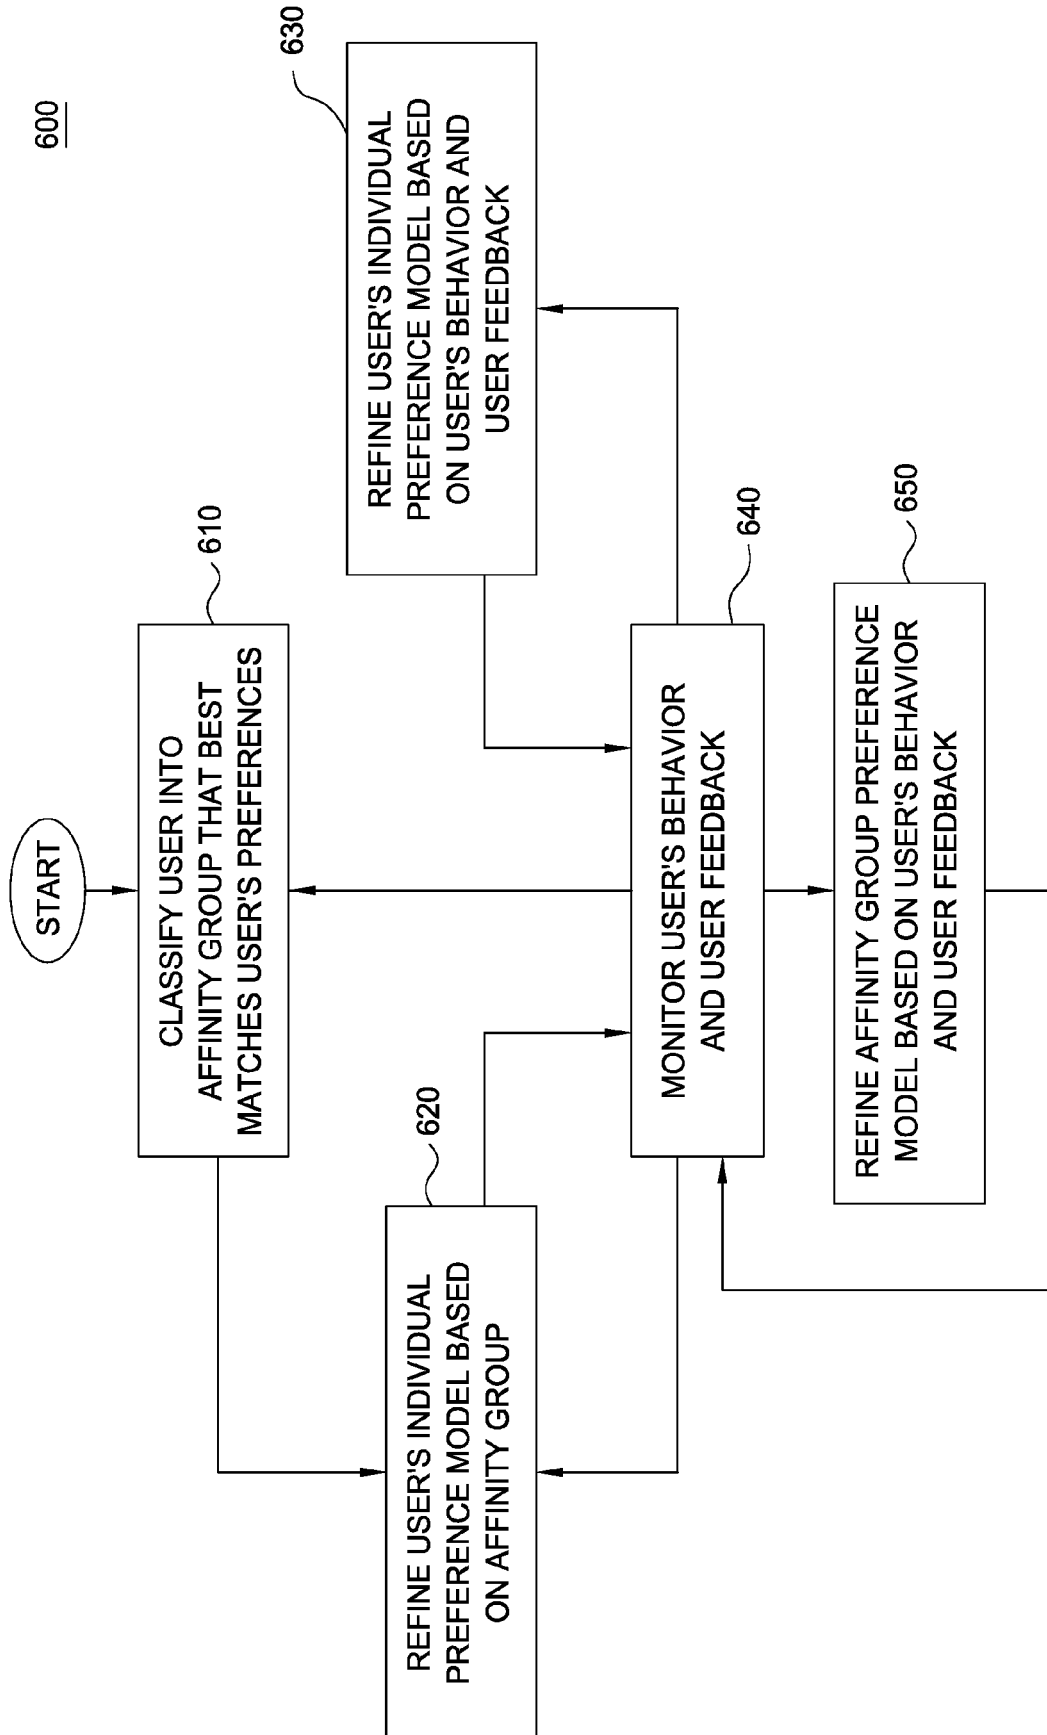 600
START
CLASSIFY USER INTO
AFFINITY GROUP THAT BEST
MATCHES USER'S PREFERENCES
610
REFINE USER'S INDIVIDUAL
PREFERENCE MODEL BASED
ON AFFINITY GROUP
620
REFINE USER'S INDIVIDUAL
PREFERENCE MODEL BASED
ON USER'S BEHAVIOR AND
USER FEEDBACK
630
MONITOR USER'S BEHAVIOR
AND USER FEEDBACK
640
REFINE AFFINITY GROUP PREFERENCE
MODEL BASED ON USER'S BEHAVIOR
AND USER FEEDBACK
650